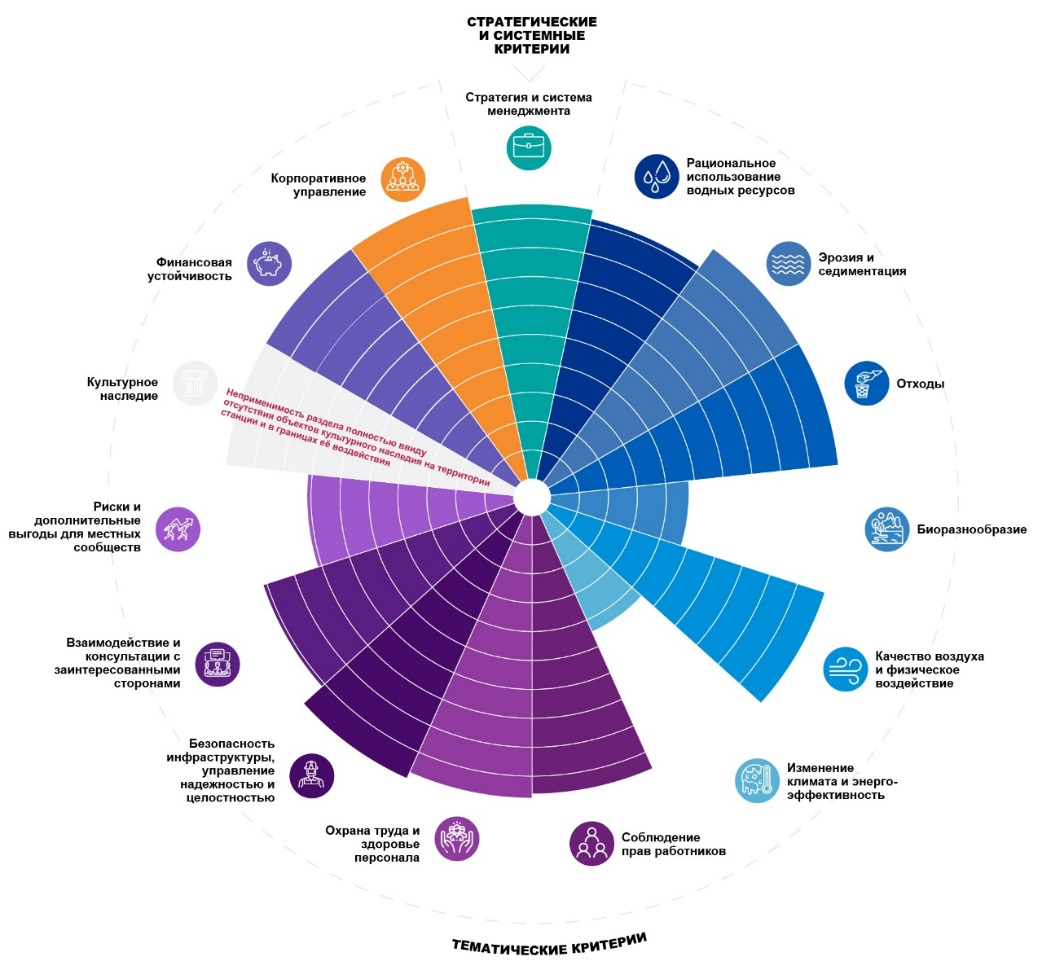 СТРАТЕГИЧЕСКИЕ
И СИСТЕМНЫЕ
КРИТЕРИИ
Стратегия и система
менеджмента
Рациональное
использование
водных ресурсов
Эрозия и
седиментация
Отходы
Биоразнообразие
Качество воздуха
и физическое
воздействие
Изменение
климата и энерго-
эффективность
Соблюдение
прав работников
Охрана труда и
здоровье
персонала
Безопасность
инфраструктуры,
управление
надежностью и
целостностью
Взаимодействие и
консультации с
заинтересованными
сторонами
Риски и
дополнительные
выгоды для местных
сообществ
Культурное
наследие
Неприменимость раздела полностью ввиду
отсутствия объектов культурного наследия на территории
станции и в границах её воздействия
Финансовая
устойчивость
Корпоративное
управление
ТЕМАТИЧЕСКИЕ КРИТЕРИИ